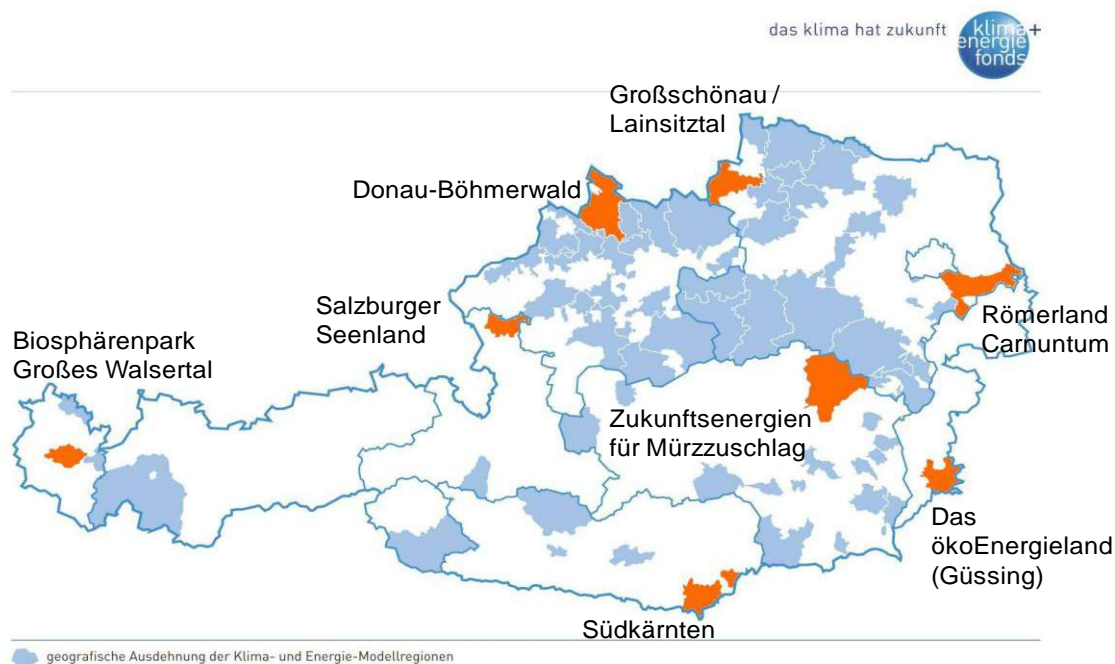 das klima hat zukunft
klima+
energie
fonds
Großschönau /
Lainsitztal
Donau-Böhmerwald
Salzburger
Seenland
Römerland
Carnuntum
Biosphärenpark
Großes Walsertal
Zukunftsenergien
für Mürzzuschlag
Das
ökoEnergieland
(Güssing)
Südkärnten
geografische Ausdehnung der Klima- und Energie-Modellregionen